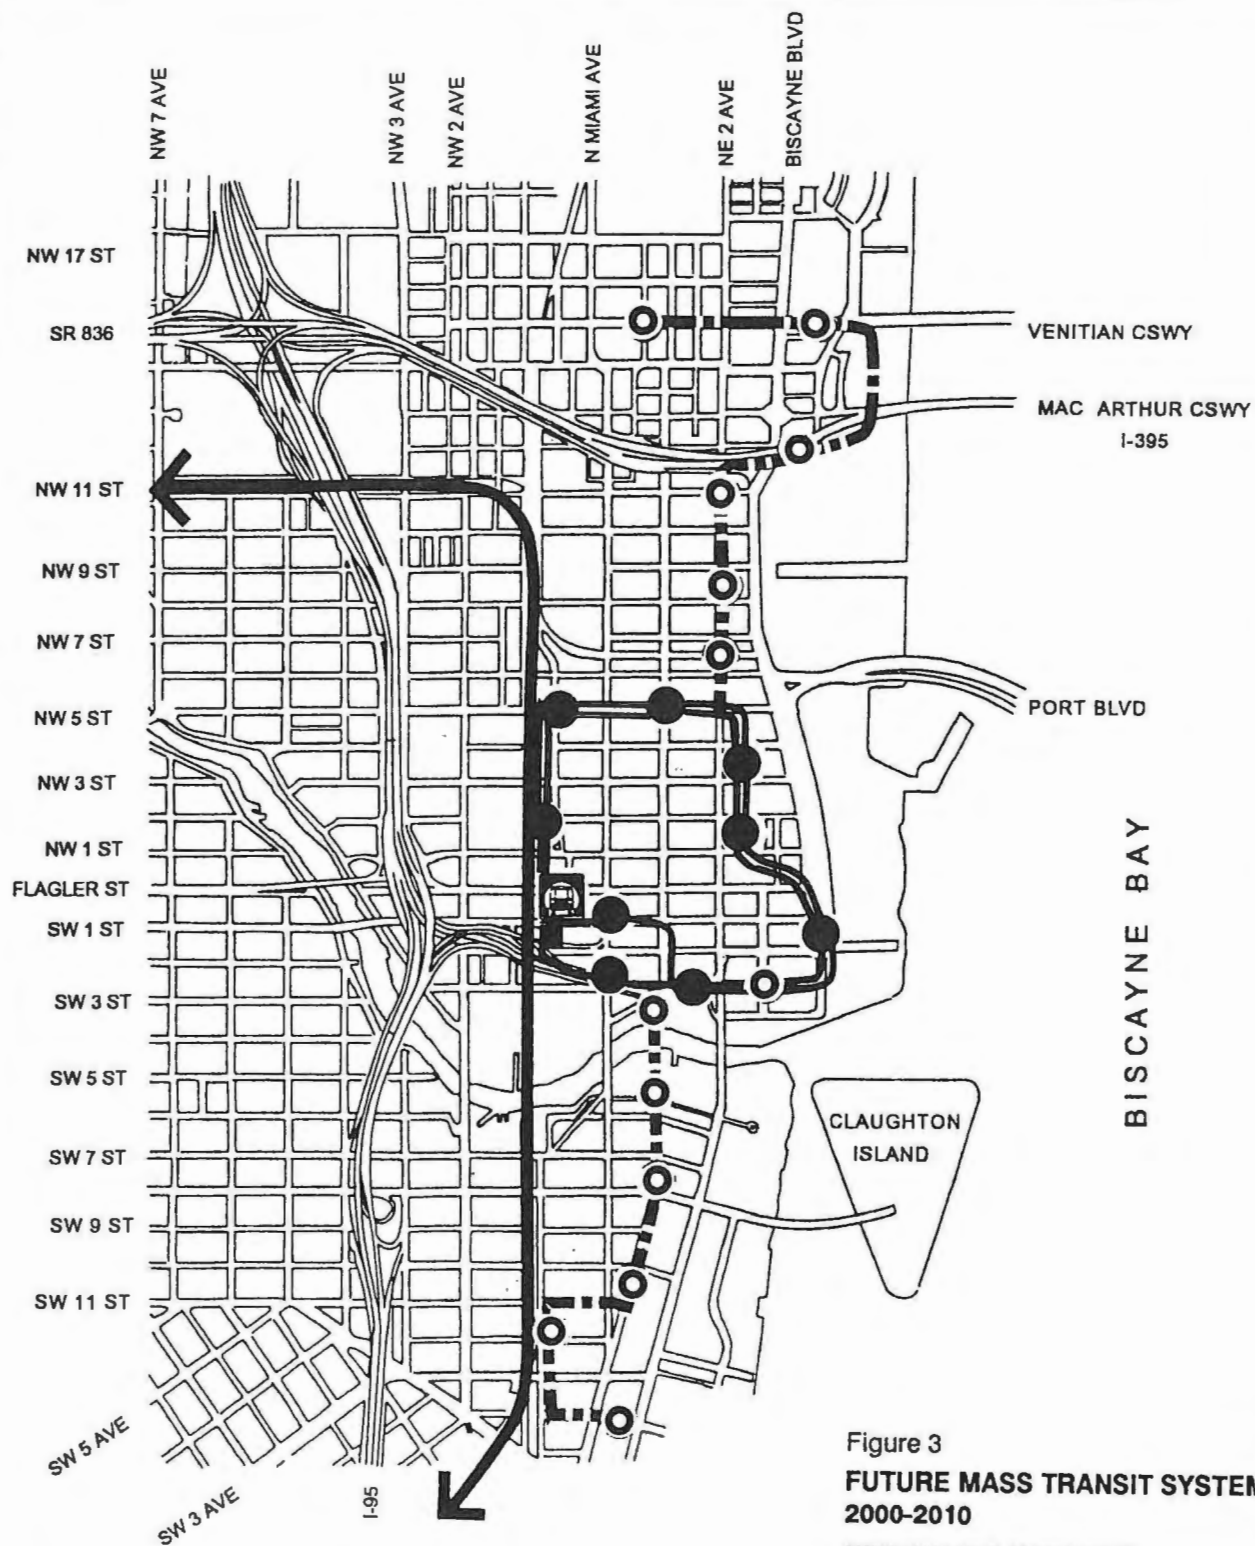 NW 7 AVE
NW 3 AVE
NW 2 AVE
N MIAMI AVE
NE 2 AVE
BISCAYNE BLVD
NW 17 ST
SR 836
VENITIAN CSWY
MAC ARTHUR CSWY
I-395
NW 11 ST
NW 9 ST
NW 7 ST
NW 5 ST
PORT BLVD
NW 3 ST
NW 1 ST
FLAGLER ST
SW 1 ST
SW 3 ST
BISCAYNE BAY
SW 5 ST
CLAUGHTON
ISLAND
SW 7 ST
SW 9 ST
SW 11 ST
SW 5 AVE
SW 3 AVE
I-95
Figure 3
FUTURE MASS TRANSIT SYSTEM
2000-2010